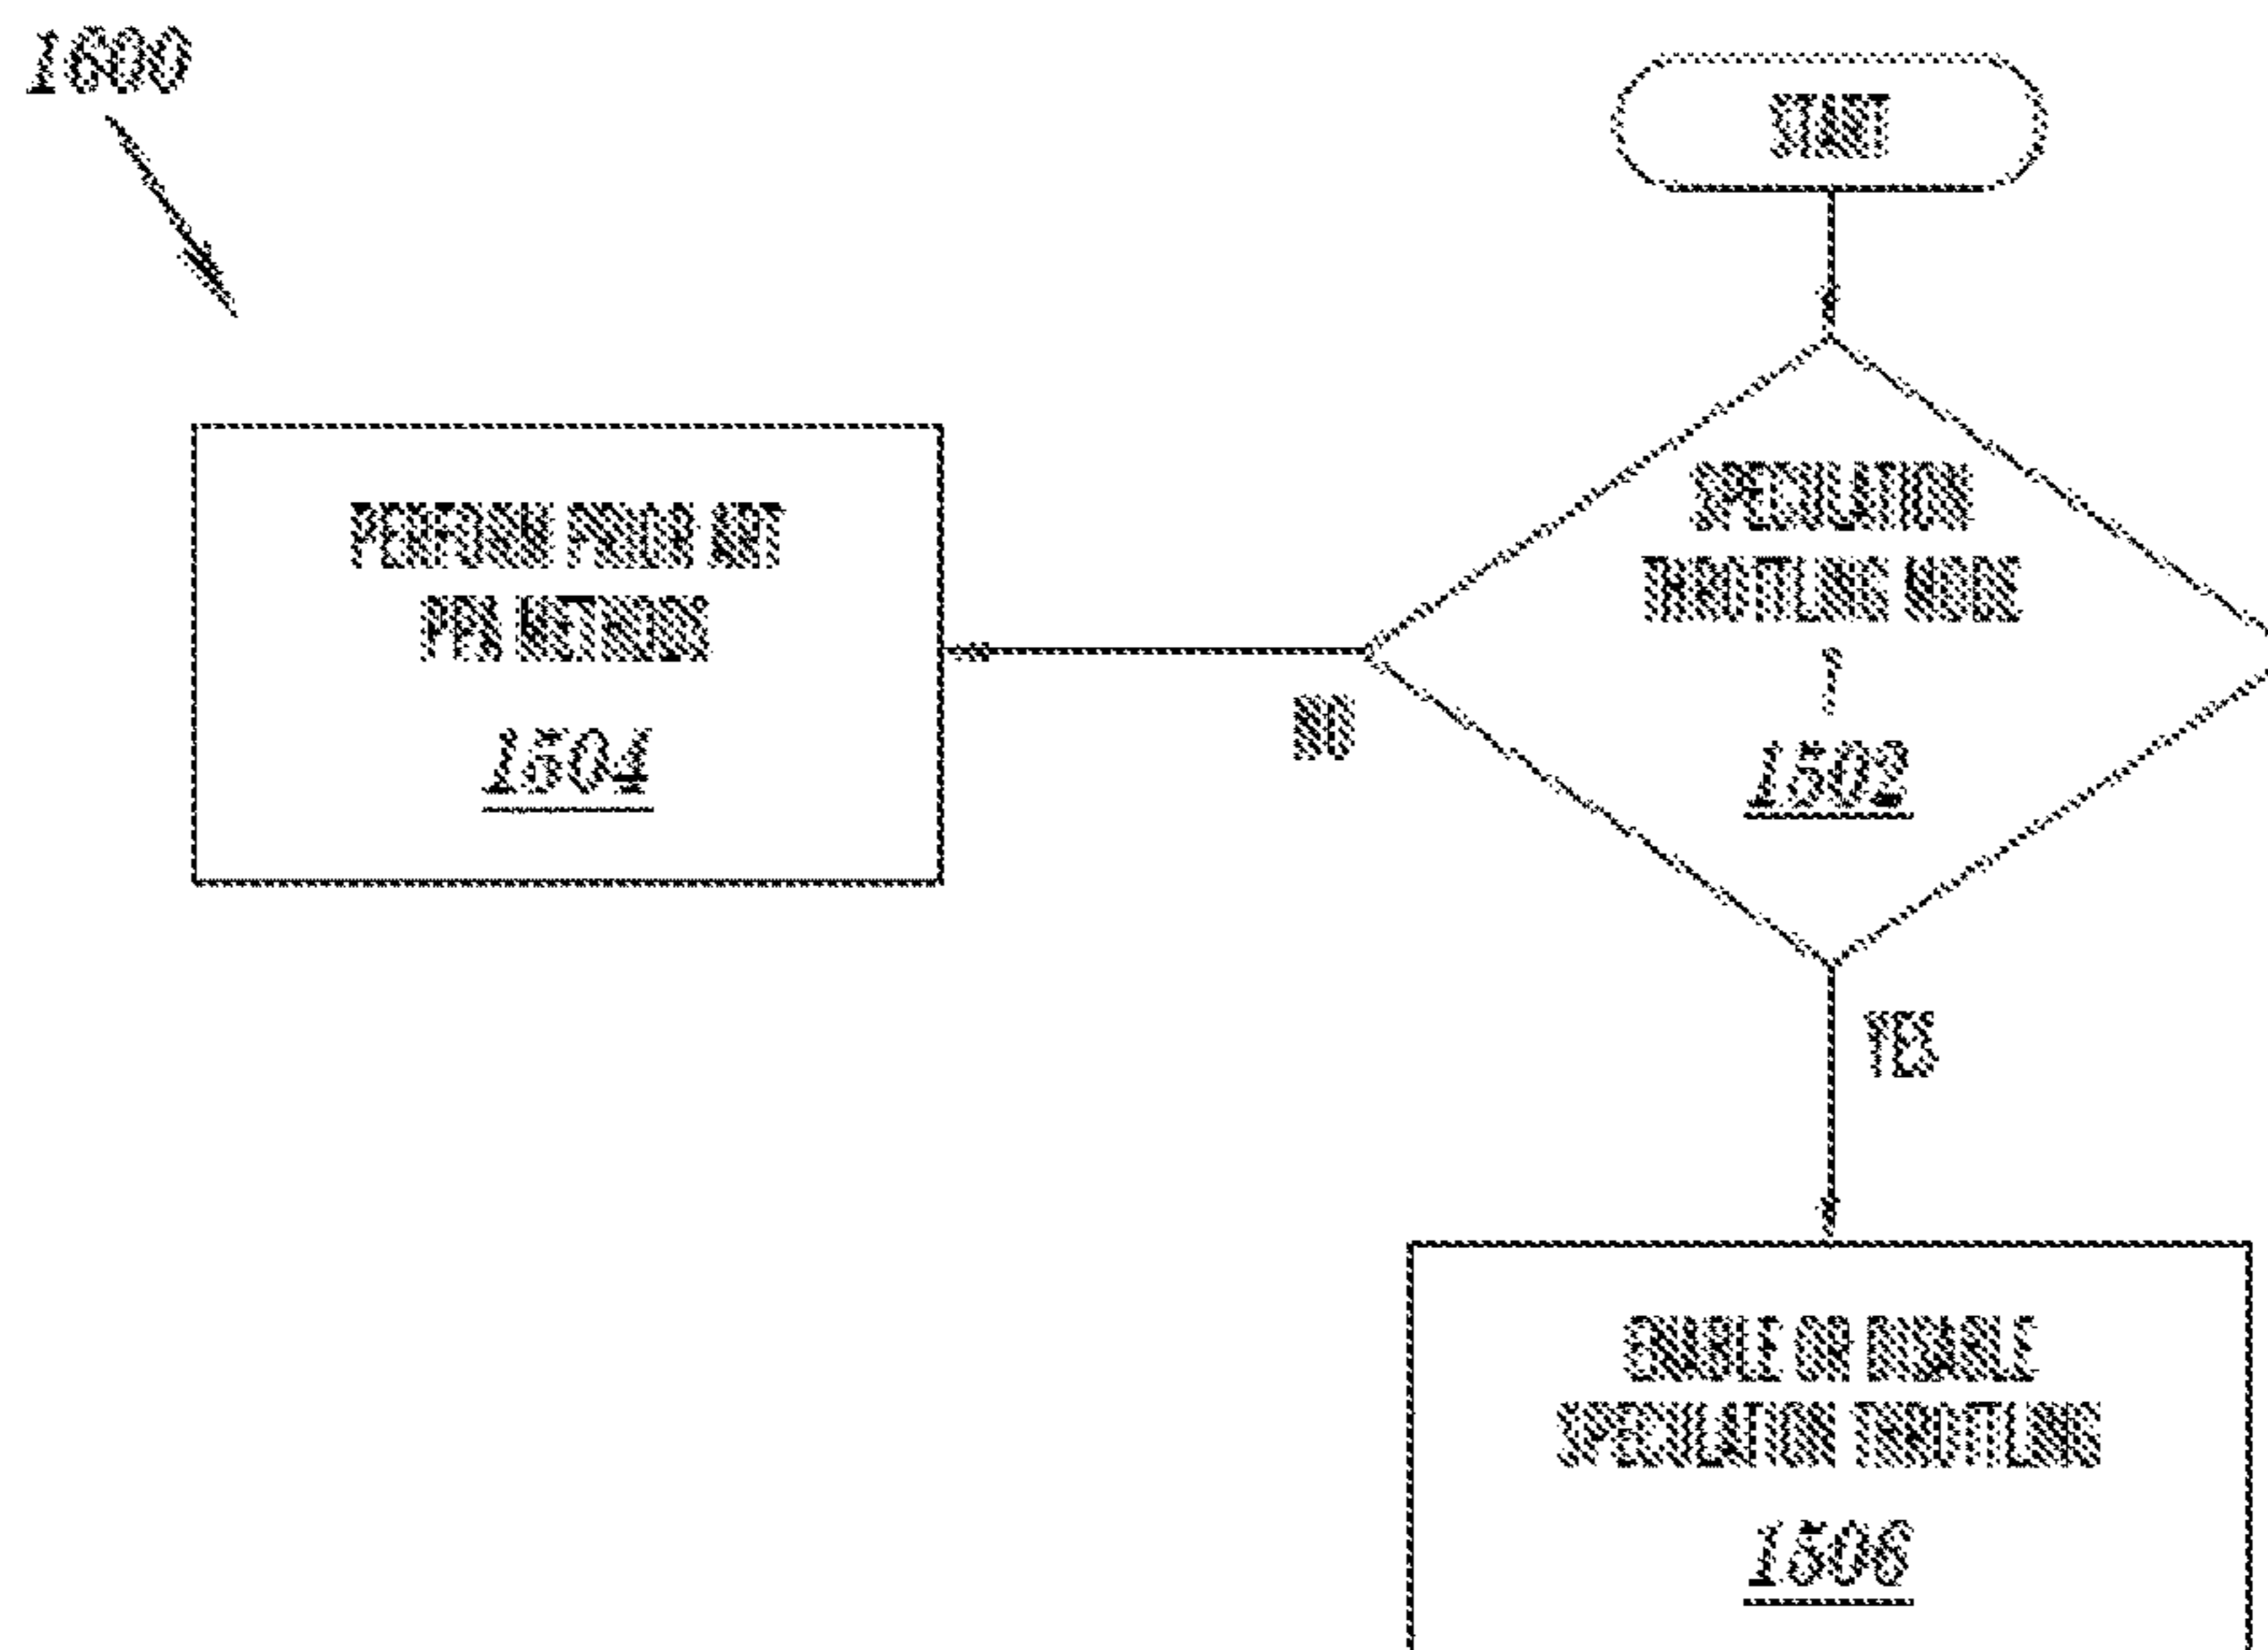 1600
START
SPECULATION
THROTTLING MODE
?
1502
NO
PERFORM PRIOR ART
PPA METHODS
1504
YES
ENABLE OR DISABLE
SPECULATION THROTTLING
1506